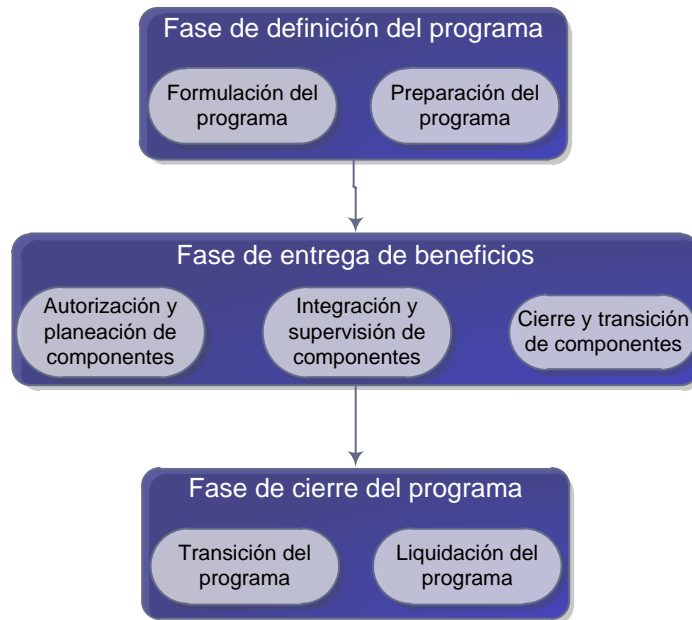 Fase de definición del programa
Formulación del
programa
Preparación del
programa
Fase de entrega de beneficios
Autorización y
planeación de
componentes
Integración y
supervisión de
componentes
Cierre y transición
de componentes
Fase de cierre del programa
Transición del
programa
Liquidación del
programa